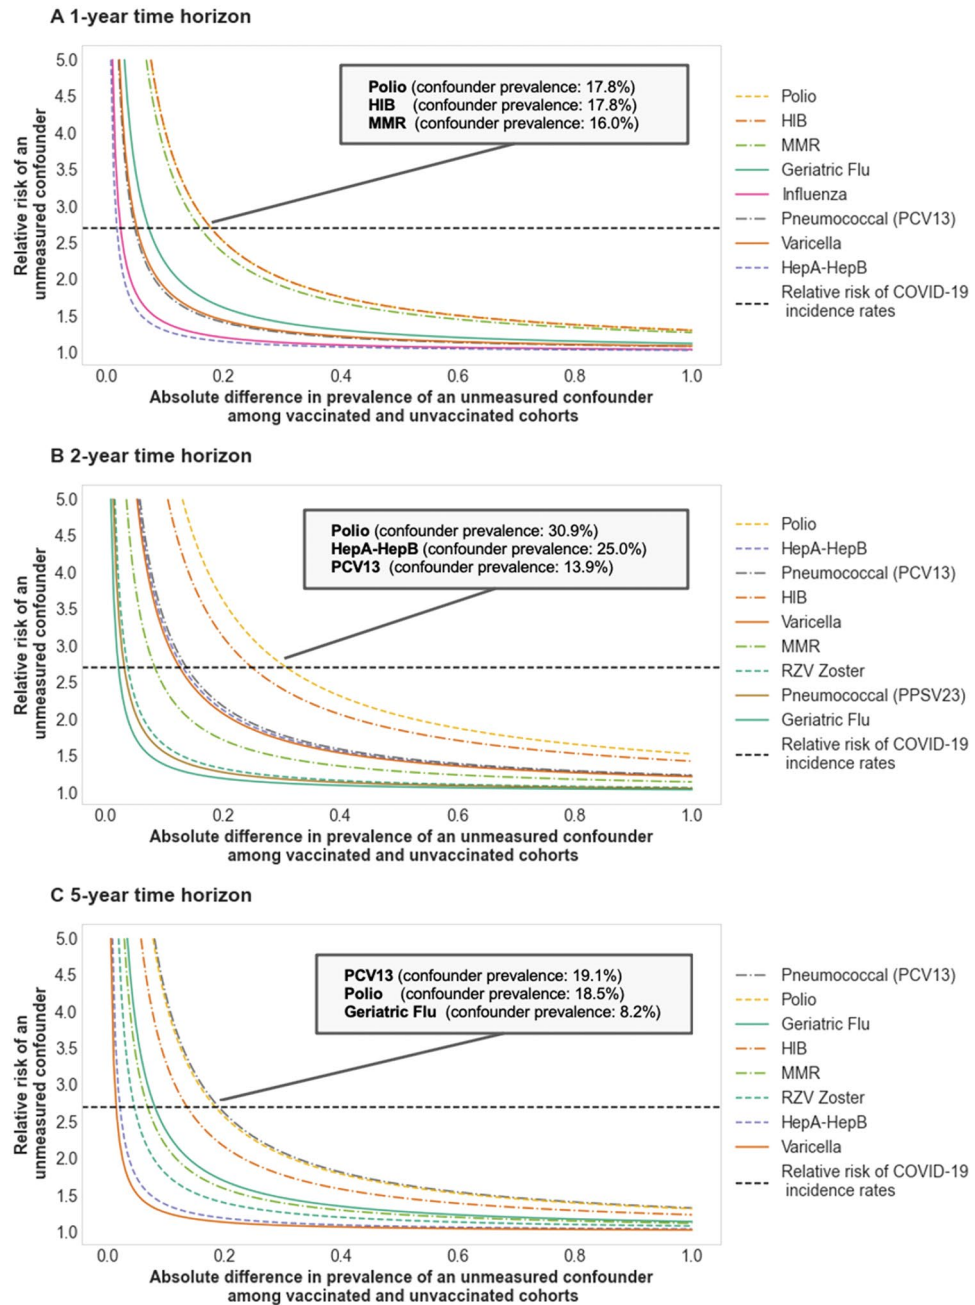 A 1-year time horizon
Relative risk of an
unmeasured confounder
5.0
4.5
4.0
3.5
3.0
2.5
2.0
1.5
1.0
Polio (confounder prevalence: 17.8%)
HIB (confounder prevalence: 17.8%)
MMR (confounder prevalence: 16.0%)
Polio
HIB
MMR
Geriatric Flu
Influenza
Pneumococcal (PCV13)
Varicella
HepA-HepB
Relative risk of COVID-19
incidence rates
0.0 0.2 0.4 0.6 0.8 1.0
Absolute difference in prevalence of an unmeasured confounder
among vaccinated and unvaccinated cohorts
B 2-year time horizon
Relative risk of an
unmeasured confounder
5.0
4.5
4.0
3.5
3.0
2.5
2.0
1.5
1.0
Polio (confounder prevalence: 30.9%)
HepA-HepB (confounder prevalence: 25.0%)
PCV13 (confounder prevalence: 13.9%)
Polio
HepA-HepB
Pneumococcal (PCV13)
HIB
Varicella
MMR
RZV Zoster
Pneumococcal (PPSV23)
Geriatric Flu
Relative risk of COVID-19
incidence rates
0.0 0.2 0.4 0.6 0.8 1.0
Absolute difference in prevalence of an unmeasured confounder
among vaccinated and unvaccinated cohorts
C 5-year time horizon
Relative risk of an
unmeasured confounder
5.0
4.5
4.0
3.5
3.0
2.5
2.0
1.5
1.0
PCV13 (confounder prevalence: 19.1%)
Polio (confounder prevalence: 18.5%)
Geriatric Flu (confounder prevalence: 8.2%)
Pneumococcal (PCV13)
Polio
Geriatric Flu
HIB
MMR
RZV Zoster
HepA-HepB
Varicella
Relative risk of COVID-19
incidence rates
0.0 0.2 0.4 0.6 0.8 1.0
Absolute difference in prevalence of an unmeasured confounder
among vaccinated and unvaccinated cohorts